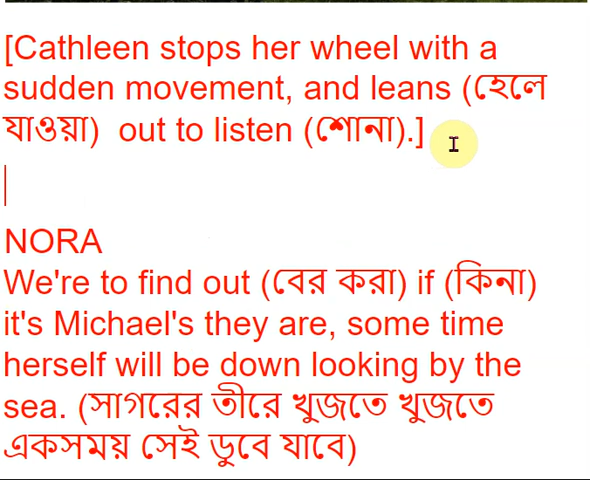 [Cathleen stops her wheel with a
sudden movement, and leans (হেলে
যাওয়া)  out to listen (শোনা).]
NORA
We're to find out (বের করা) if (কিনা)
it's Michael's they are, some time
herself will be down looking by the
sea. (সাগরের তীরে খুজতে খুজতে
একসময় সেই ডুবে যাবে)